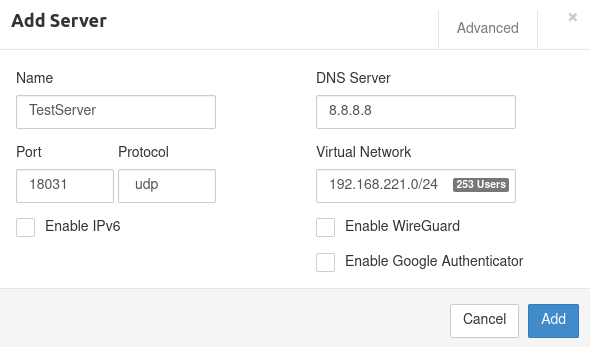 Add Server
Advanced
×
Name
DNS Server
TestServer
8.8.8.8
Port
Protocol
Virtual Network
18031
udp
192.168.221.0/24 253 Users
Enable IPv6
Enable WireGuard
Enable Google Authenticator
Cancel
Add